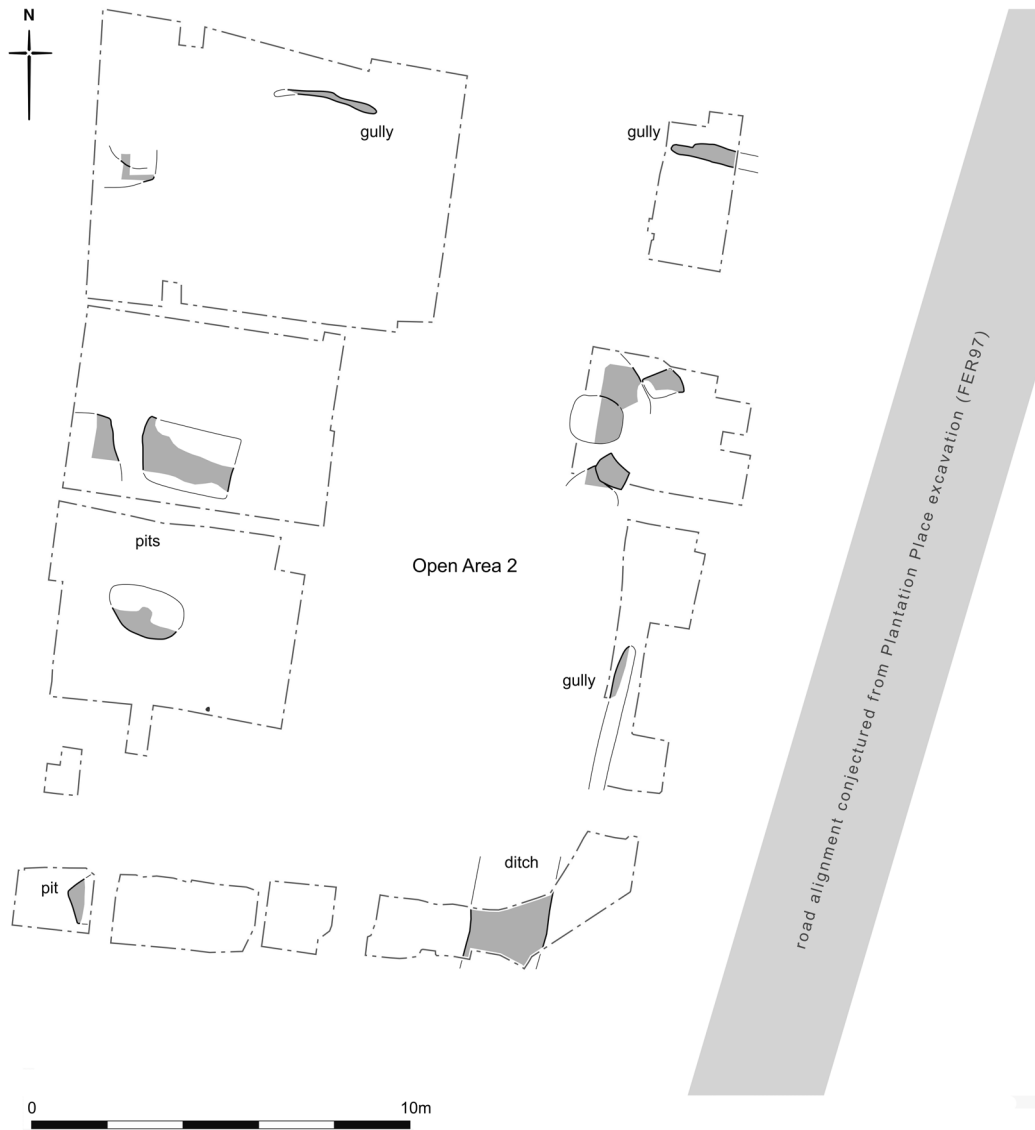 N
gully
gully
pits
Open Area 2
gully
ditch
pit
road alignment conjectured from Plantation Place excavation (FER97)
0 10m